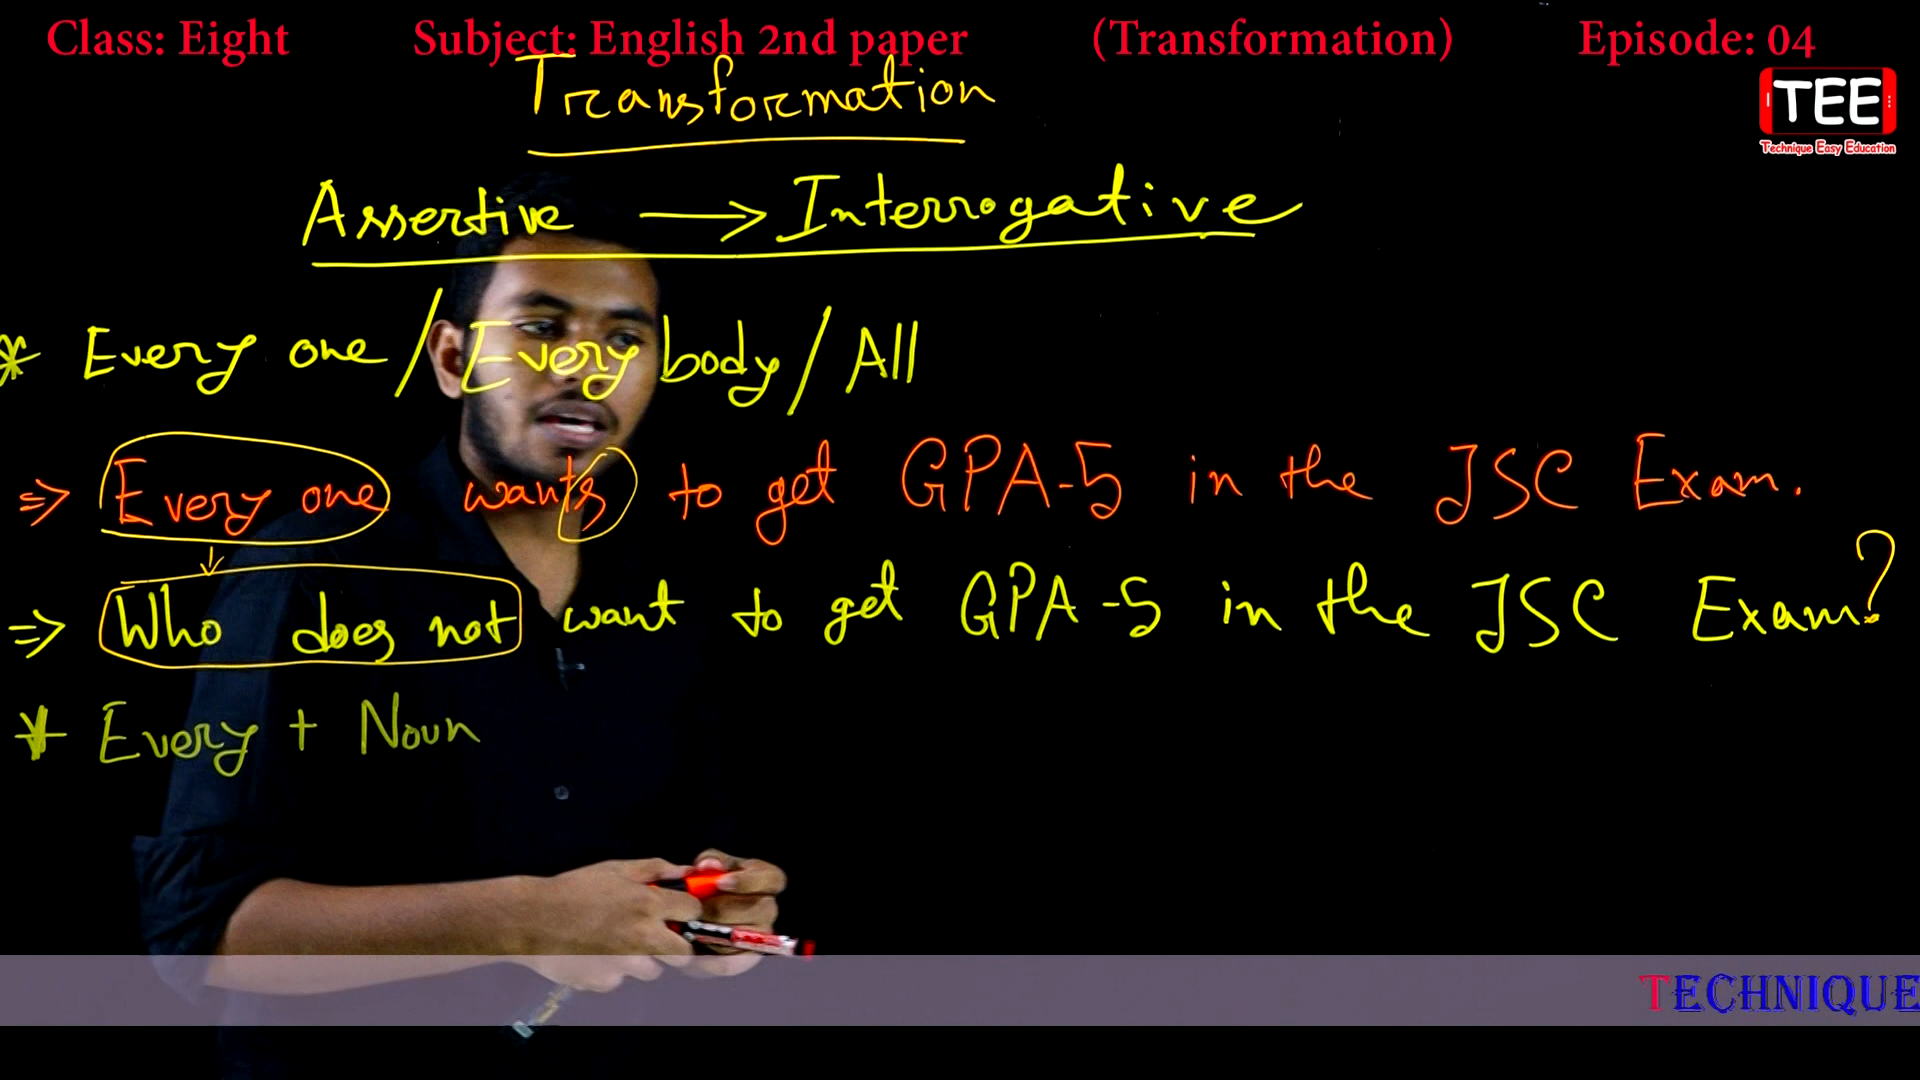 Class: Eight Subject: English 2nd paper (Transformation) Episode: 04
TEE
Technique Easy Education
Transformation
Assertive → Interrogative
* Every one / Every body / All
⇒ Every one wants to get GPA-5 in the JSC Exam.
⇒ Who does not want to get GPA-5 in the JSC Exam?
* Every + Noun
TECHNIQUE